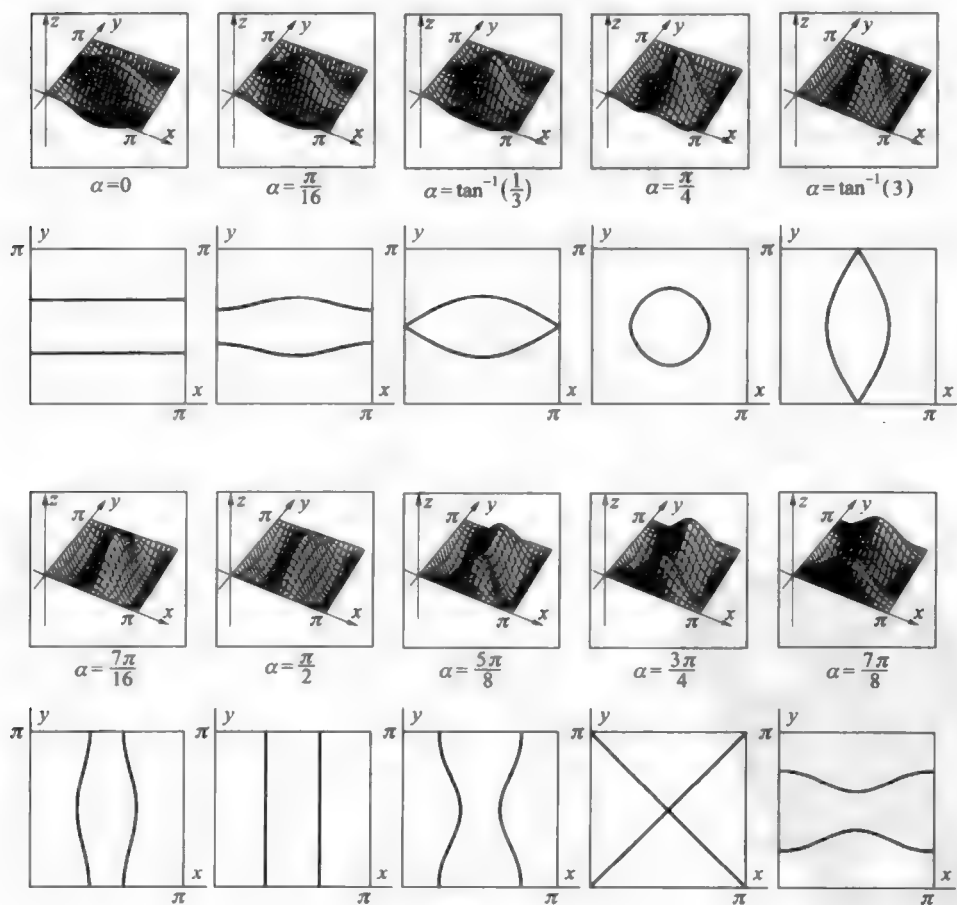 z y π x π z y π x π z y π x π z y π x π z y π x π
α=0 α=π/16 α=tan⁻¹(1/3) α=π/4 α=tan⁻¹(3)
π y x π y x π π y x π π y x π π y x π
π
z y π x π z y π x π z y π x π z y π x π z y π x π
α=7π/16 α=π/2 α=5π/8 α=3π/4 α=7π/8
π y x π y x π π y x π π y x π π y x π
π